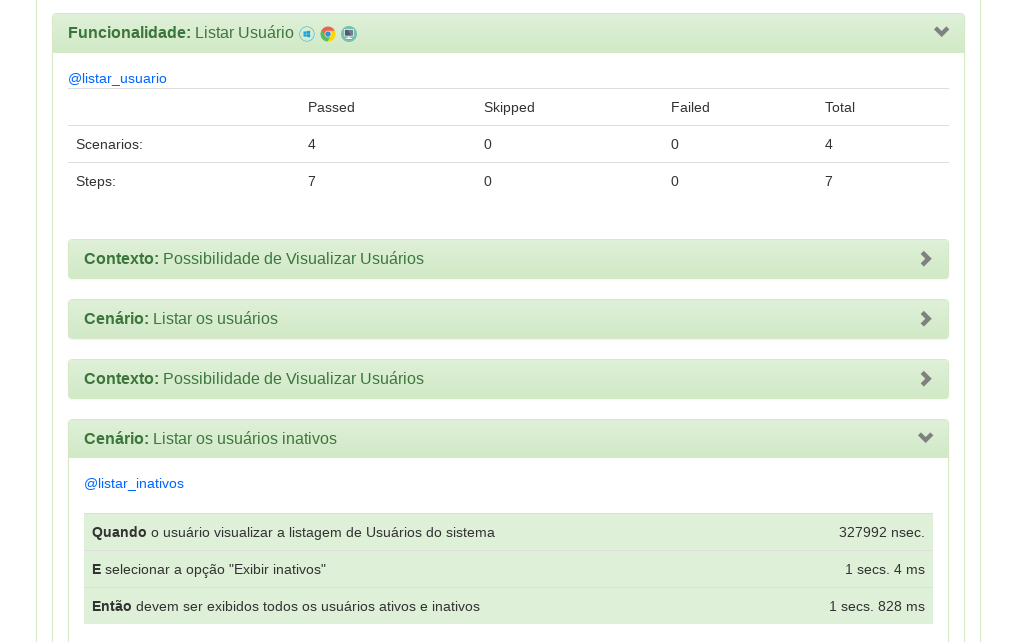 Funcionalidade: Listar Usuário
@listar_usuario
Passed Skipped Failed Total
Scenarios: 4 0 0 4
Steps: 7 0 0 7
Contexto: Possibilidade de Visualizar Usuários
Cenário: Listar os usuários
Contexto: Possibilidade de Visualizar Usuários
Cenário: Listar os usuários inativos
@listar_inativos
Quando o usuário visualizar a listagem de Usuários do sistema 327992 nsec.
E selecionar a opção "Exibir inativos" 1 secs. 4 ms
Então devem ser exibidos todos os usuários ativos e inativos 1 secs. 828 ms